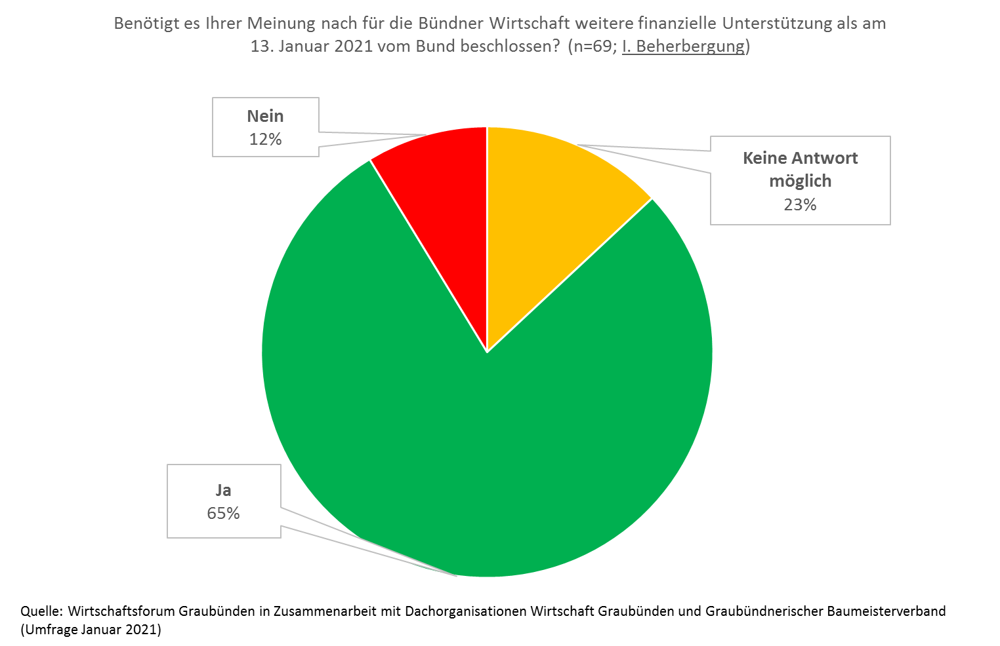 Benötigt es Ihrer Meinung nach für die Bündner Wirtschaft weitere finanzielle Unterstützung als am
13. Januar 2021 vom Bund beschlossen? (n=69; I. Beherbergung)
Nein
12%
Keine Antwort
möglich
23%
Ja
65%
Quelle: Wirtschaftsforum Graubünden in Zusammenarbeit mit Dachorganisationen Wirtschaft Graubünden und Graubündnerischer Baumeisterverband
(Umfrage Januar 2021)